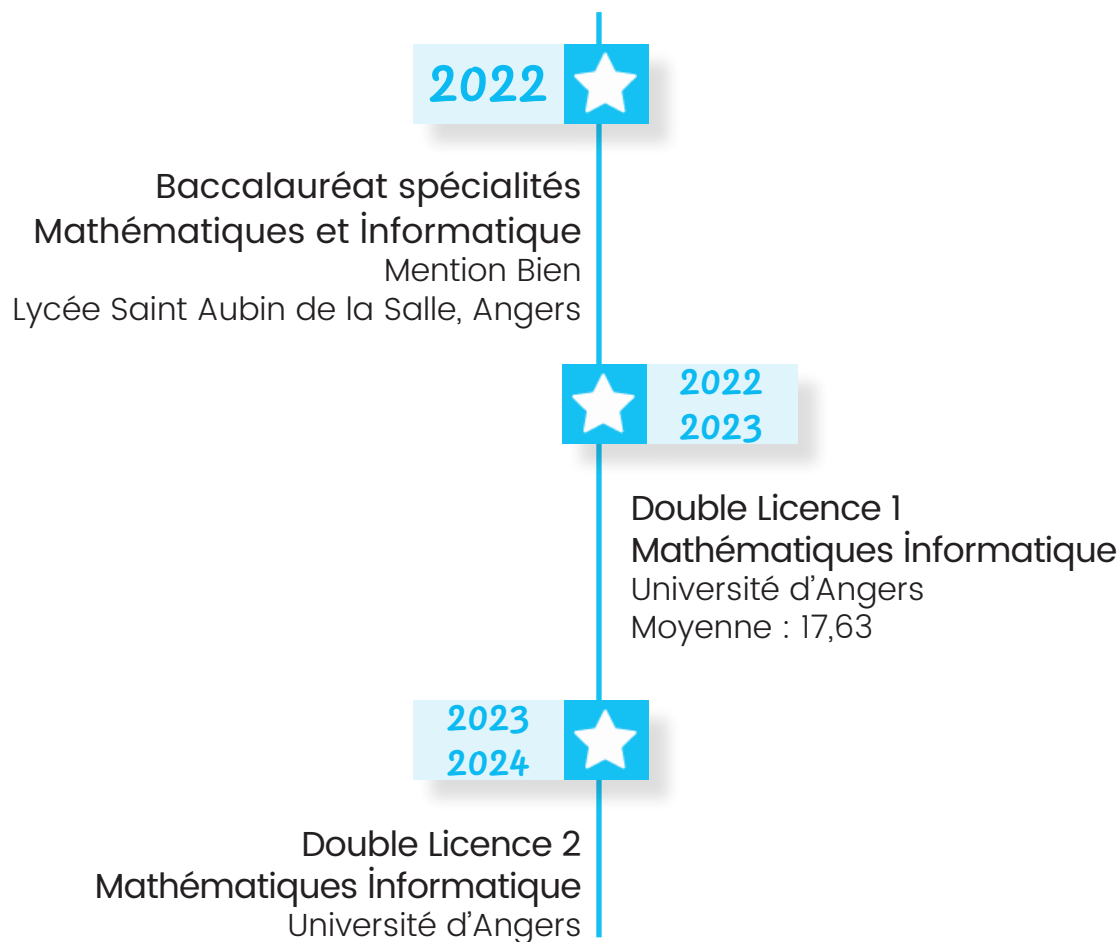 2022
Baccalauréat spécialités
Mathématiques et İnformatique
Mention Bien
Lycée Saint Aubin de la Salle, Angers
2022
2023
Double Licence 1
Mathématiques İnformatique
Université d’Angers
Moyenne : 17,63
2023
2024
Double Licence 2
Mathématiques İnformatique
Université d’Angers